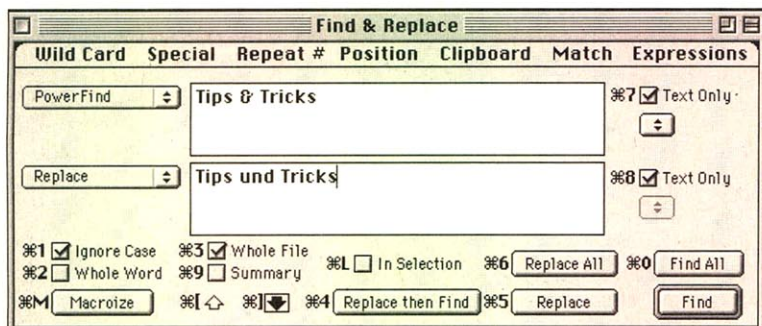 Find & Replace
Wild Card Special Repeat # Position Clipboard Match Expressions
PowerFind Tips & Tricks ⌘7 Text Only
Replace Tips und Tricks ⌘8 Text Only
⌘1 Ignore Case ⌘3 Whole File
⌘L In Selection ⌘6 Replace All ⌘0 Find All
⌘2 Whole Word ⌘9 Summary
⌘M Macroize ⌘[ ⌘] ⌘4 Replace then Find ⌘5 Replace Find